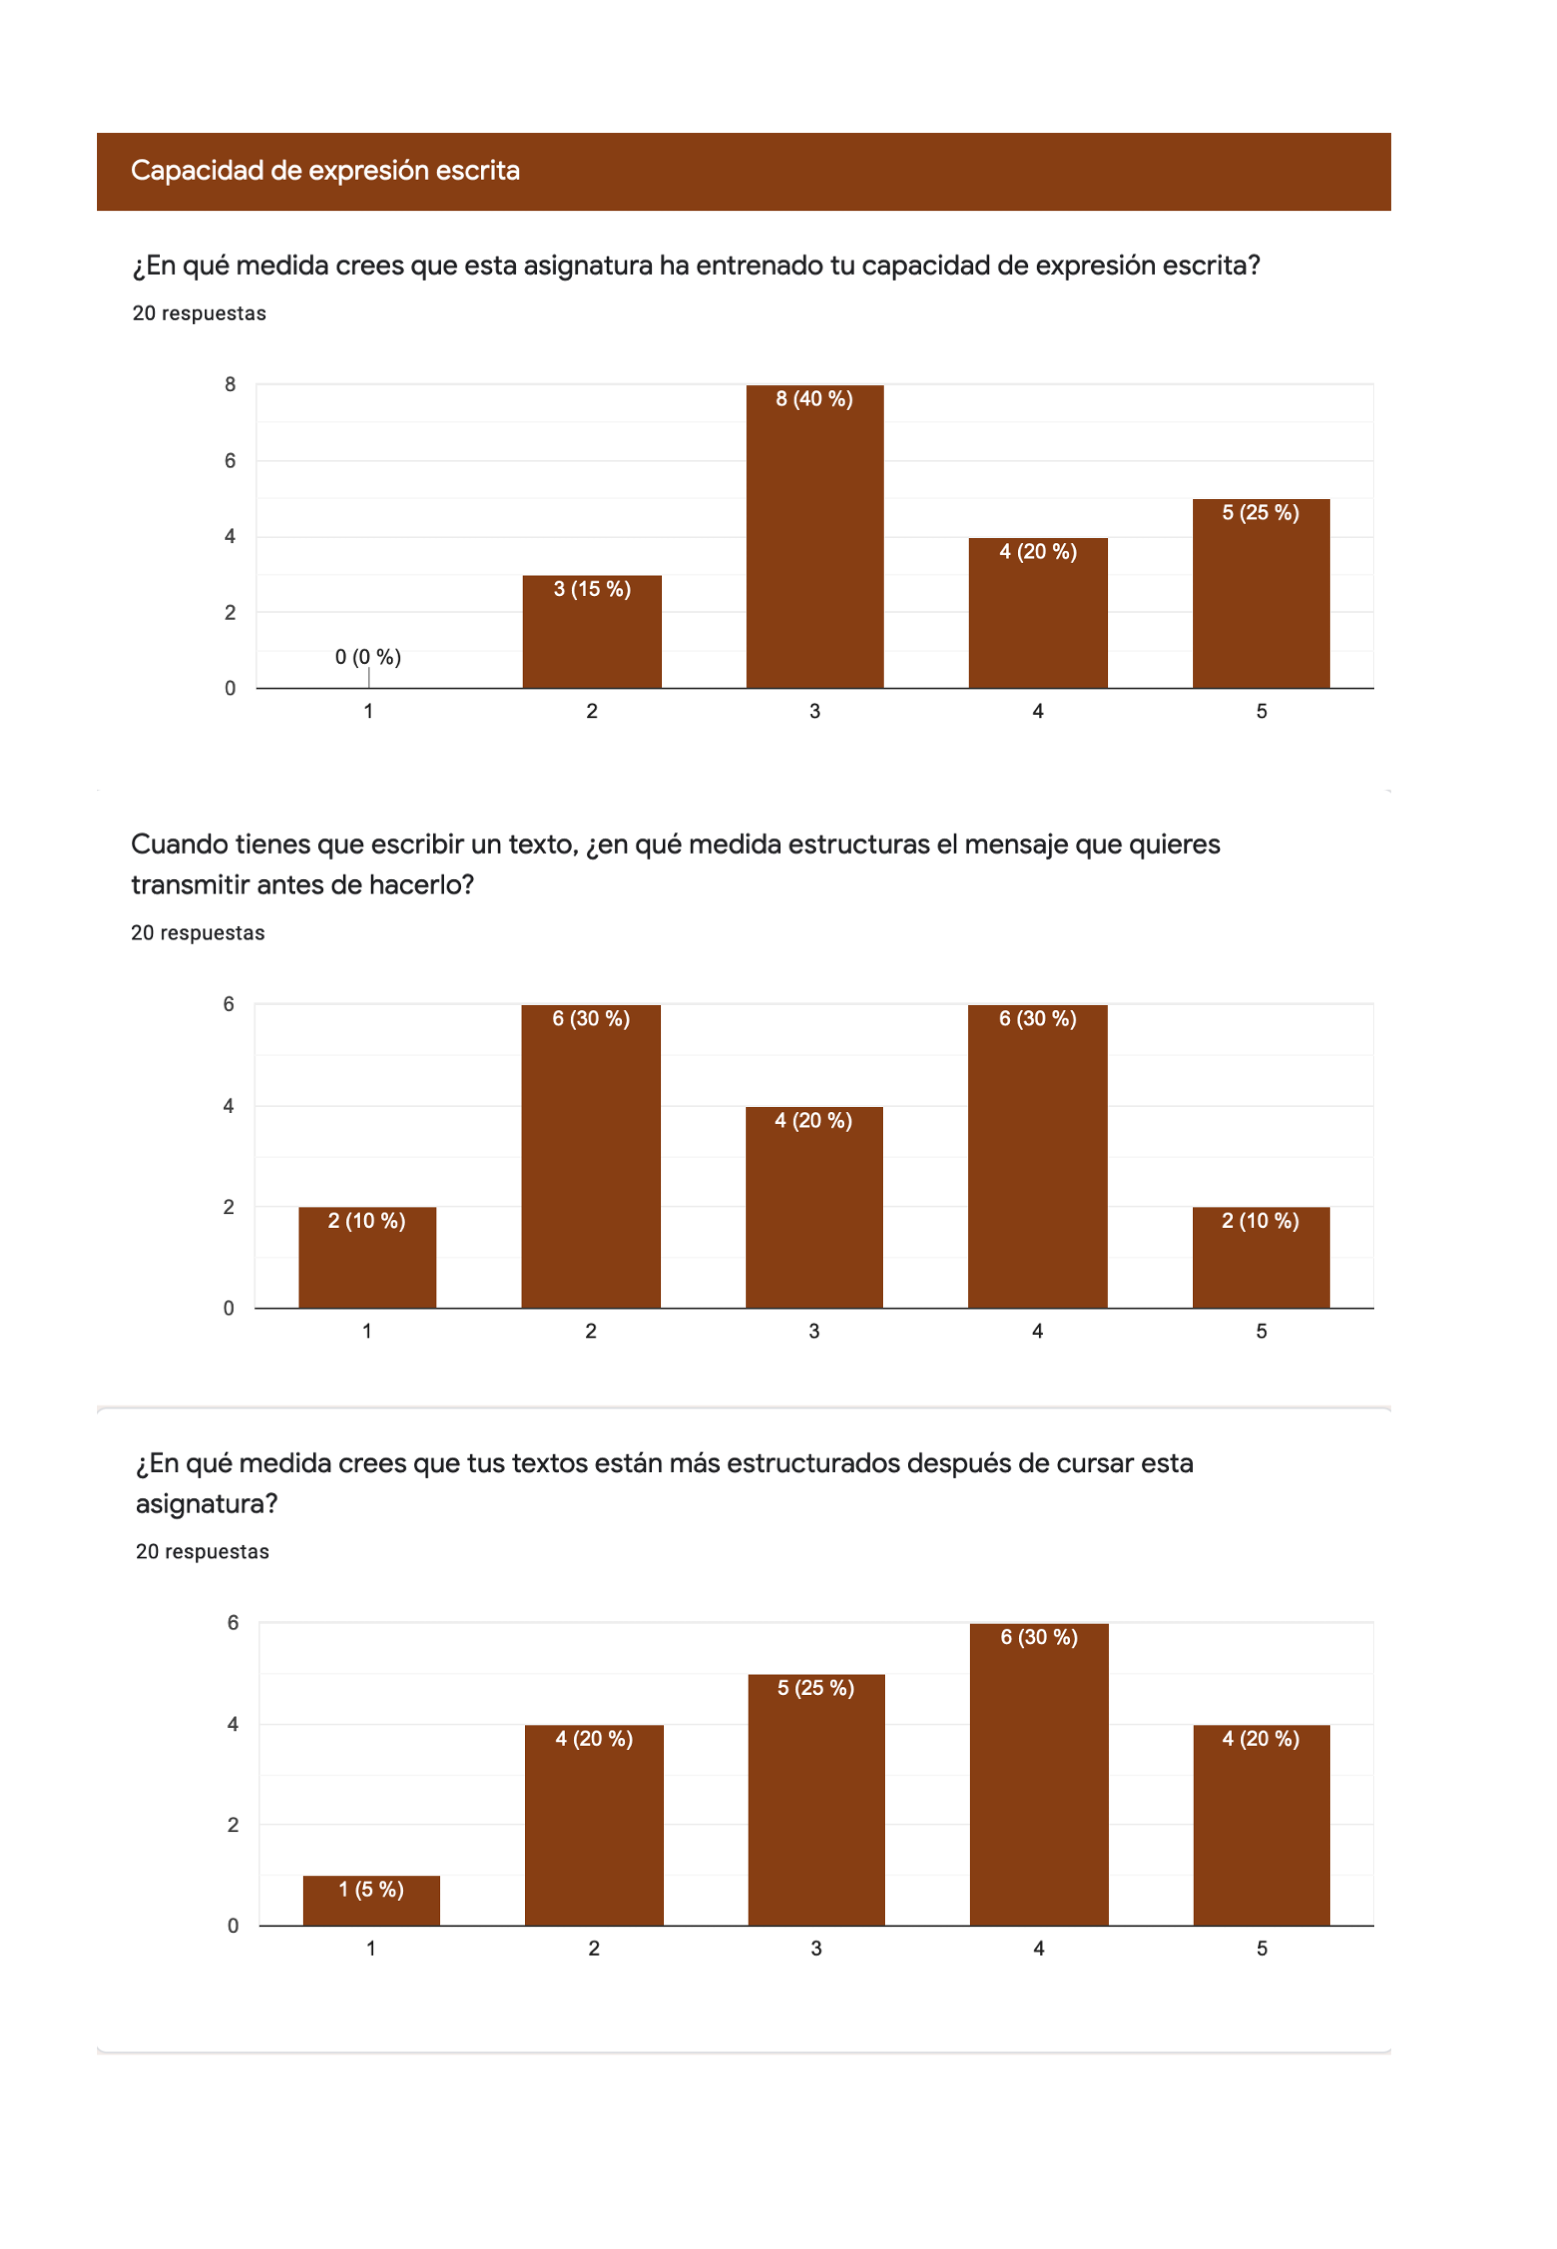 Capacidad de expresión escrita
¿En qué medida crees que esta asignatura ha entrenado tu capacidad de expresión escrita?
20 respuestas
8
6
4
2
0
0 (0 %)
3 (15 %)
8 (40 %)
4 (20 %)
5 (25 %)
1
2
3
4
5
Cuando tienes que escribir un texto, ¿en qué medida estructuras el mensaje que quieres
transmitir antes de hacerlo?
20 respuestas
6
4
2
0
2 (10 %)
6 (30 %)
4 (20 %)
6 (30 %)
2 (10 %)
1
2
3
4
5
¿En qué medida crees que tus textos están más estructurados después de cursar esta
asignatura?
20 respuestas
6
4
2
0
1 (5 %)
4 (20 %)
5 (25 %)
6 (30 %)
4 (20 %)
1
2
3
4
5